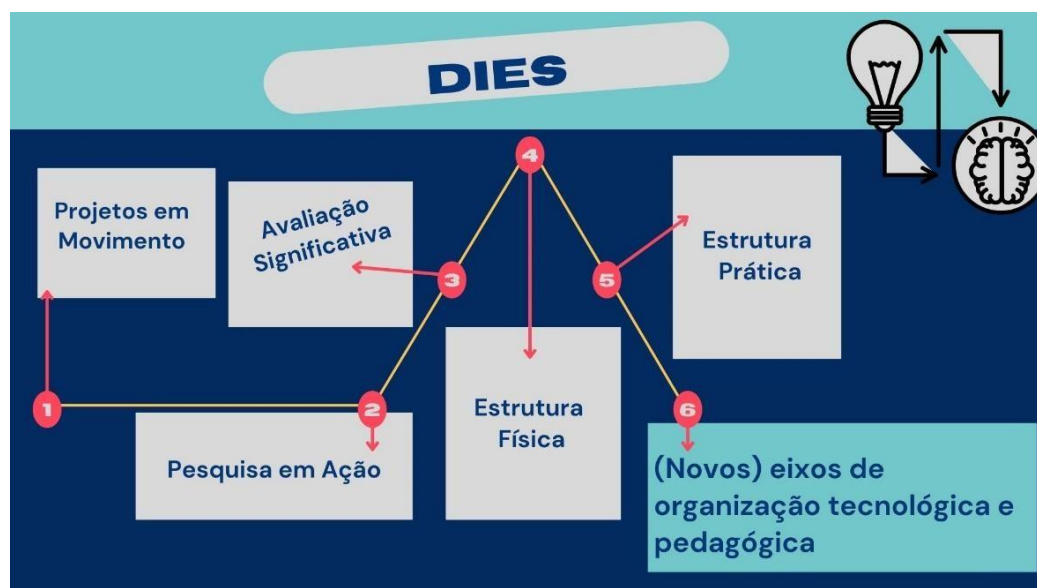 DIES
1
Projetos em
Movimento
2
Pesquisa em Ação
3
Avaliação
Significativa
4
Estrutura
Física
5
Estrutura
Prática
6
(Novos) eixos de
organização tecnológica e
pedagógica